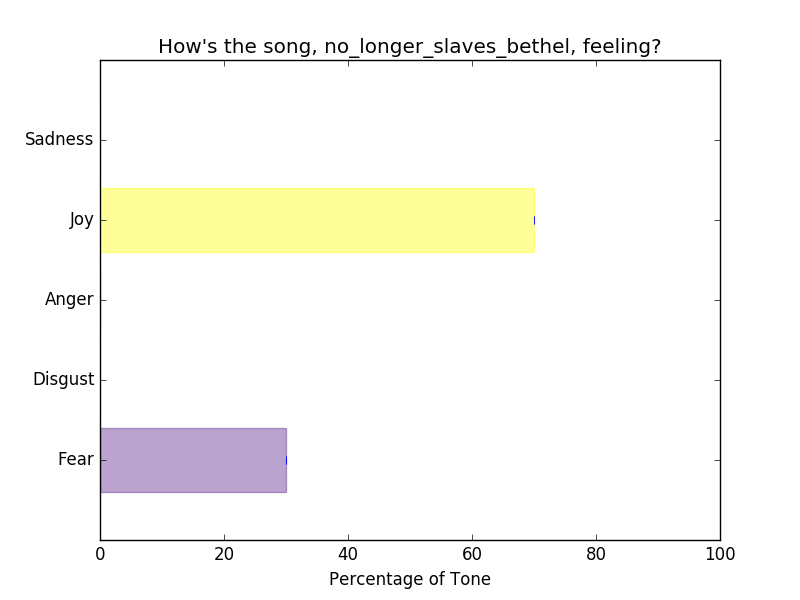 How's the song, no_longer_slaves_bethel, feeling?
Sadness
Joy
Anger
Disgust
Fear
0 20 40 60 80 100
Percentage of Tone